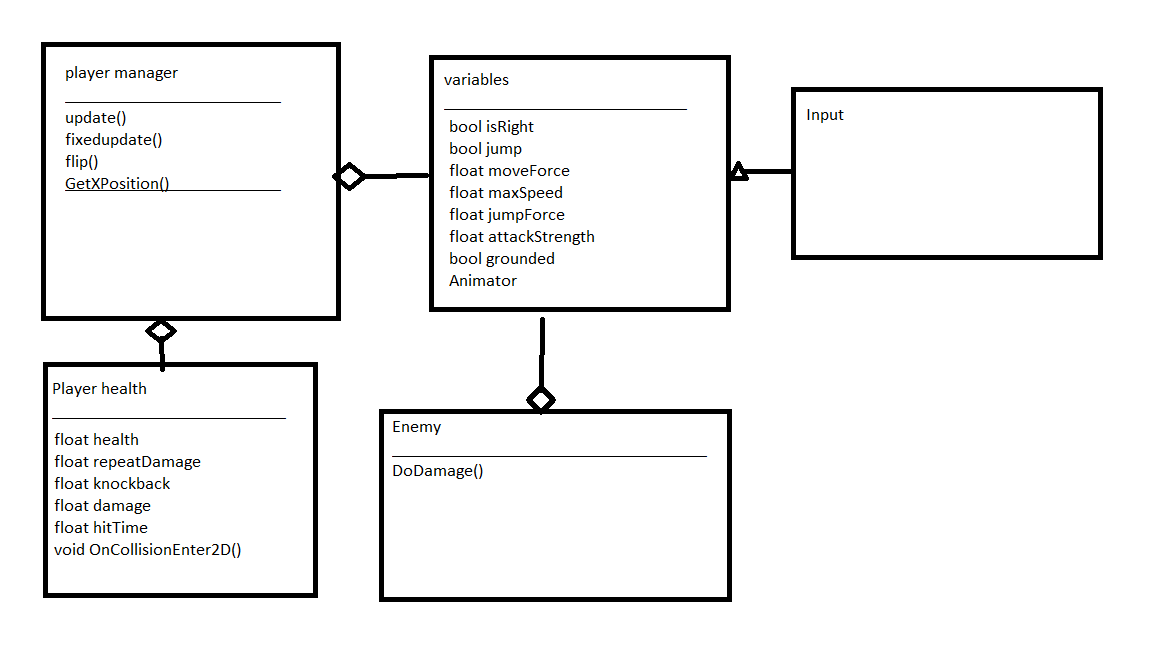 player manager
update()
fixedupdate()
flip()
GetXPosition()
variables
bool isRight
bool jump
float moveForce
float maxSpeed
float jumpForce
float attackStrength
bool grounded
Animator
Input
Player health
float health
float repeatDamage
float knockback
float damage
float hitTime
void OnCollisionEnter2D()
Enemy
DoDamage()